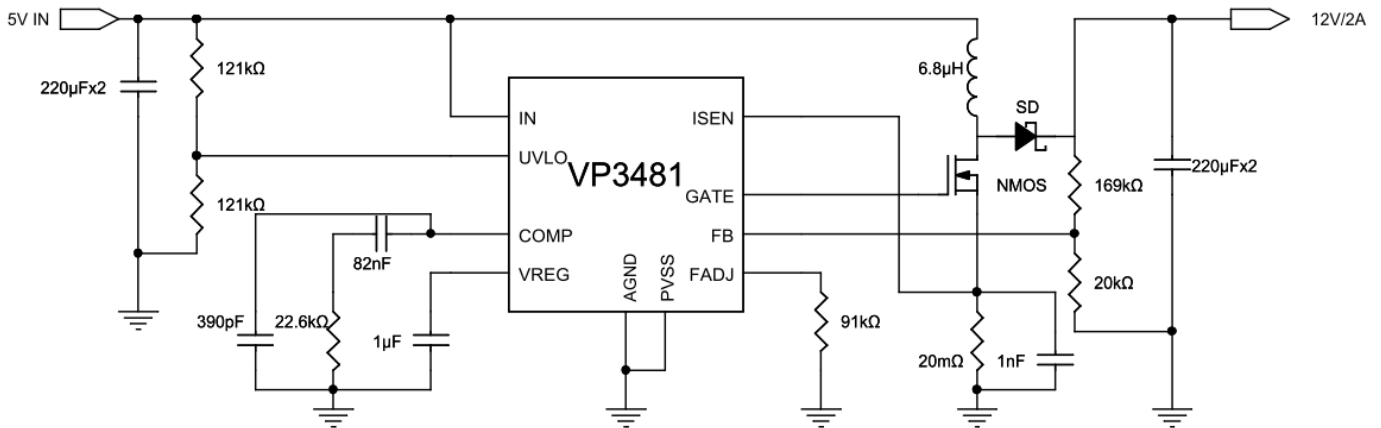 5V IN
12V/2A
220µFx2
121kΩ
6.8µH
SD
IN
ISEN
UVLO
VP3481
220µFx2
121kΩ
GATE
NMOS
169kΩ
COMP
FB
82nF
VREG
AGND
PVSS
FADJ
20kΩ
390pF
22.6kΩ
1µF
91kΩ
20mΩ
1nF